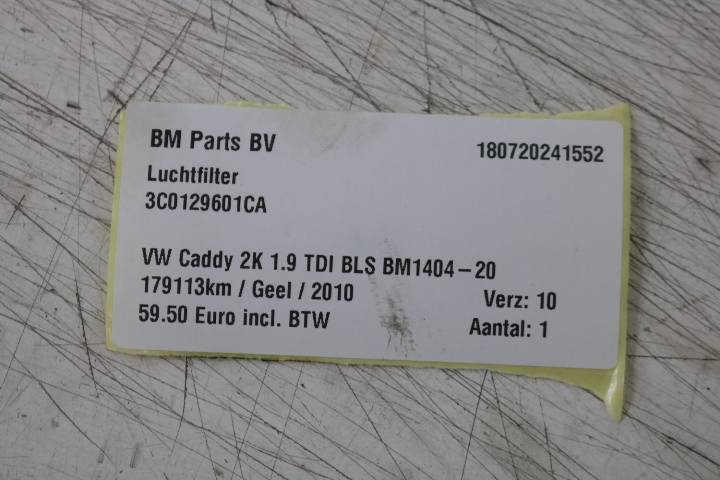 BM Parts BV 180720241552
Luchtfilter
3C0129601CA
VW Caddy 2K 1.9 TDI BLS BM1404-20
179113km / Geel / 2010 Verz: 10
59.50 Euro incl. BTW Aantal: 1